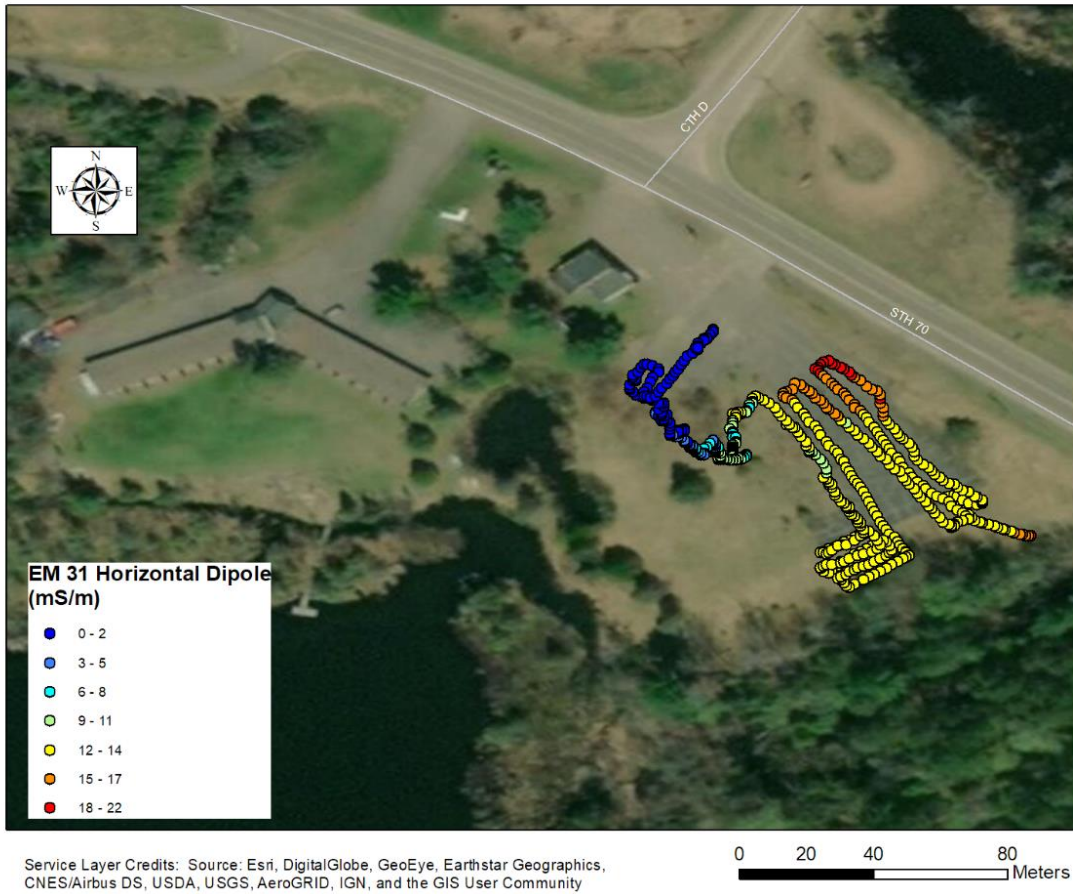 CTH D
N
W E
S
STH 70
EM 31 Horizontal Dipole
(mS/m)
0 - 2
3 - 5
6 - 8
9 - 11
12 - 14
15 - 17
18 - 22
Service Layer Credits: Source: Esri, DigitalGlobe, GeoEye, Earthstar Geographics,
CNES/Airbus DS, USDA, USGS, AeroGRID, IGN, and the GIS User Community
0 20 40 80
Meters